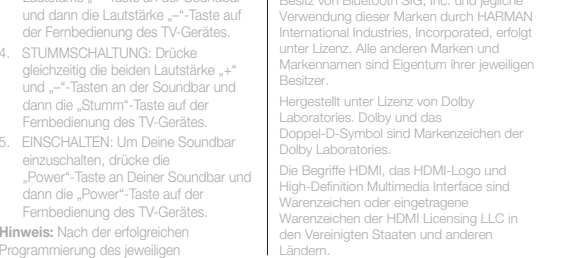 Lautstärke „–“-Taste an der Soundbar
und dann die Lautstärke „–“-Taste auf
der Fernbedienung des TV-Gerätes.
4. STUMMSCHALTUNG: Drücke
gleichzeitig die beiden Lautstärke „+“
und „–“-Tasten an der Soundbar und
dann die „Stumm“-Taste auf der
Fernbedienung des TV-Gerätes.
5. EINSCHALTEN: Um Deine Soundbar
einzuschalten, drücke die
„Power“-Taste an Deiner Soundbar und
dann die „Power“-Taste auf der
Fernbedienung des TV-Gerätes.
Hinweis: Nach der erfolgreichen
Programmierung des jeweiligen
Besitz von Bluetooth SIG, Inc. und jegliche
Verwendung dieser Marken durch HARMAN
International Industries, Incorporated, erfolgt
unter Lizenz. Alle anderen Marken und
Markennamen sind Eigentum ihrer jeweiligen
Besitzer.
Hergestellt unter Lizenz von Dolby
Laboratories. Dolby und das
Doppel-D-Symbol sind Markenzeichen der
Dolby Laboratories.
Die Begriffe HDMI, das HDMI-Logo und
High-Definition Multimedia Interface sind
Warenzeichen oder eingetragene
Warenzeichen der HDMI Licensing LLC in
den Vereinigten Staaten und anderen
Ländern.